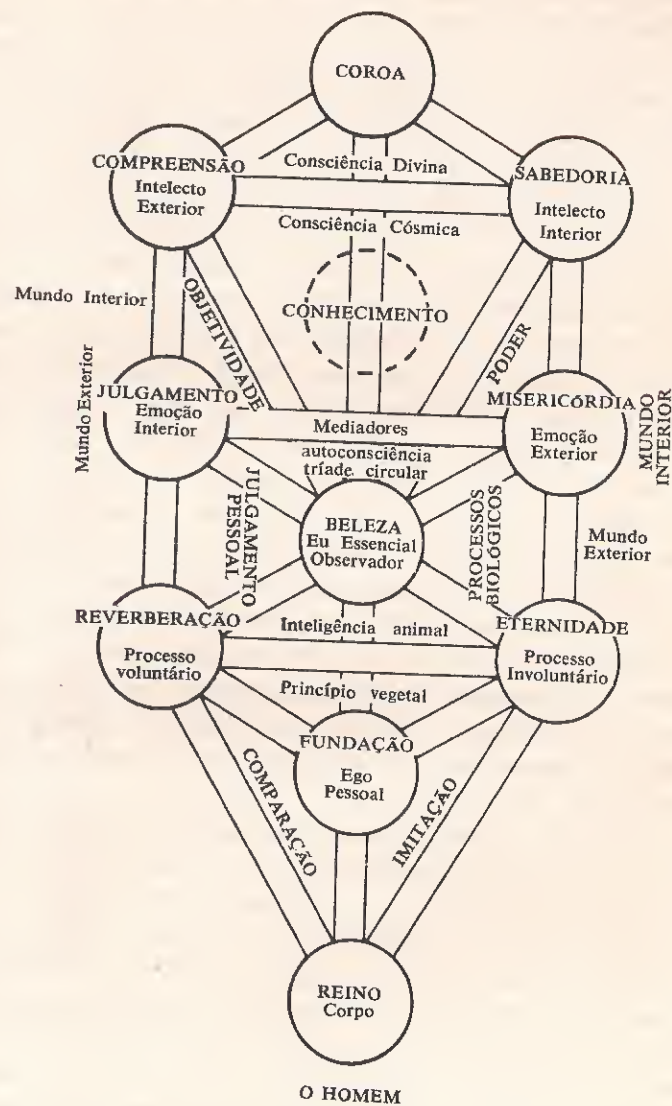 COROA
COMPREENSÃO
Intelecto
Exterior
Consciência Divina
SABEDORIA
Intelecto
Interior
Consciência Cósmica
Mundo Interior
OBJETIVIDADE
CONHECIMENTO
PODER
Mundo Exterior
JULGAMENTO
Emoção
Interior
Mediadores
MISERICÓRDIA
Emoção
Exterior
MUNDO
INTERIOR
autoconsciência
tríade circular
JULGAMENTO
PESSOAL
BELEZA
Eu Essencial
Observador
PROCESSOS
BIOLÓGICOS
Mundo
Exterior
REVERBERAÇÃO
Processo
voluntário
Inteligência animal
ETERNIDADE
Processo
Involuntário
Princípio vegetal
FUNDAÇÃO
Ego
Pessoal
COMPARAÇÃO
IMITAÇÃO
REINO
Corpo
O HOMEM